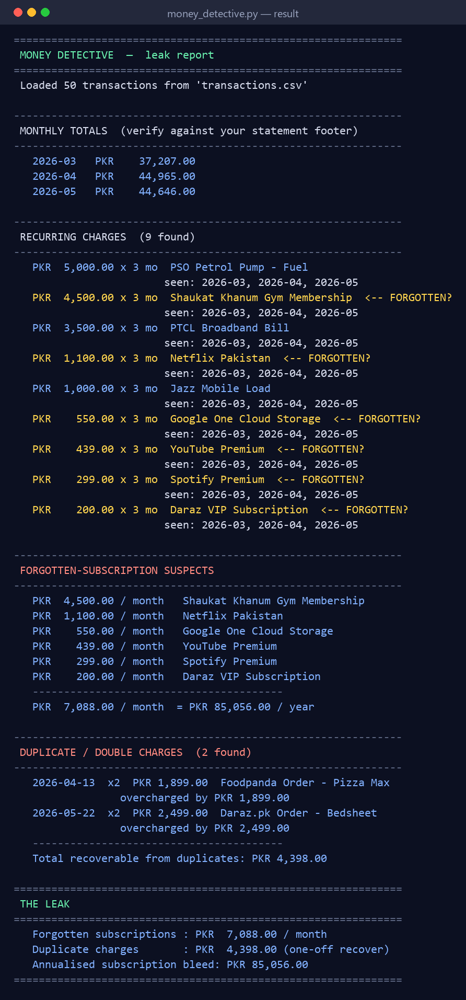 money_detective.py — result
==============================================================
MONEY DETECTIVE  —  leak report
==============================================================
Loaded 50 transactions from 'transactions.csv'
--------------------------------------------------------------
MONTHLY TOTALS  (verify against your statement footer)
--------------------------------------------------------------
2026-03   PKR    37,207.00
2026-04   PKR    44,965.00
2026-05   PKR    44,646.00
--------------------------------------------------------------
RECURRING CHARGES  (9 found)
--------------------------------------------------------------
PKR  5,000.00 x 3 mo  PSO Petrol Pump - Fuel
seen: 2026-03, 2026-04, 2026-05
PKR  4,500.00 x 3 mo  Shaukat Khanum Gym Membership  <-- FORGOTTEN?
seen: 2026-03, 2026-04, 2026-05
PKR  3,500.00 x 3 mo  PTCL Broadband Bill
seen: 2026-03, 2026-04, 2026-05
PKR  1,100.00 x 3 mo  Netflix Pakistan  <-- FORGOTTEN?
seen: 2026-03, 2026-04, 2026-05
PKR  1,000.00 x 3 mo  Jazz Mobile Load
seen: 2026-03, 2026-04, 2026-05
PKR    550.00 x 3 mo  Google One Cloud Storage  <-- FORGOTTEN?
seen: 2026-03, 2026-04, 2026-05
PKR    439.00 x 3 mo  YouTube Premium  <-- FORGOTTEN?
seen: 2026-03, 2026-04, 2026-05
PKR    299.00 x 3 mo  Spotify Premium  <-- FORGOTTEN?
seen: 2026-03, 2026-04, 2026-05
PKR    200.00 x 3 mo  Daraz VIP Subscription  <-- FORGOTTEN?
seen: 2026-03, 2026-04, 2026-05
--------------------------------------------------------------
FORGOTTEN-SUBSCRIPTION SUSPECTS
--------------------------------------------------------------
PKR  4,500.00 / month   Shaukat Khanum Gym Membership
PKR  1,100.00 / month   Netflix Pakistan
PKR    550.00 / month   Google One Cloud Storage
PKR    439.00 / month   YouTube Premium
PKR    299.00 / month   Spotify Premium
PKR    200.00 / month   Daraz VIP Subscription
----------------------------------------
PKR  7,088.00 / month  = PKR 85,056.00 / year
--------------------------------------------------------------
DUPLICATE / DOUBLE CHARGES  (2 found)
--------------------------------------------------------------
2026-04-13  x2  PKR 1,899.00  Foodpanda Order - Pizza Max
overcharged by PKR 1,899.00
2026-05-22  x2  PKR 2,499.00  Daraz.pk Order - Bedsheet
overcharged by PKR 2,499.00
----------------------------------------
Total recoverable from duplicates: PKR 4,398.00
==============================================================
THE LEAK
==============================================================
Forgotten subscriptions : PKR  7,088.00 / month
Duplicate charges       : PKR  4,398.00 (one-off recover)
Annualised subscription bleed: PKR 85,056.00
==============================================================